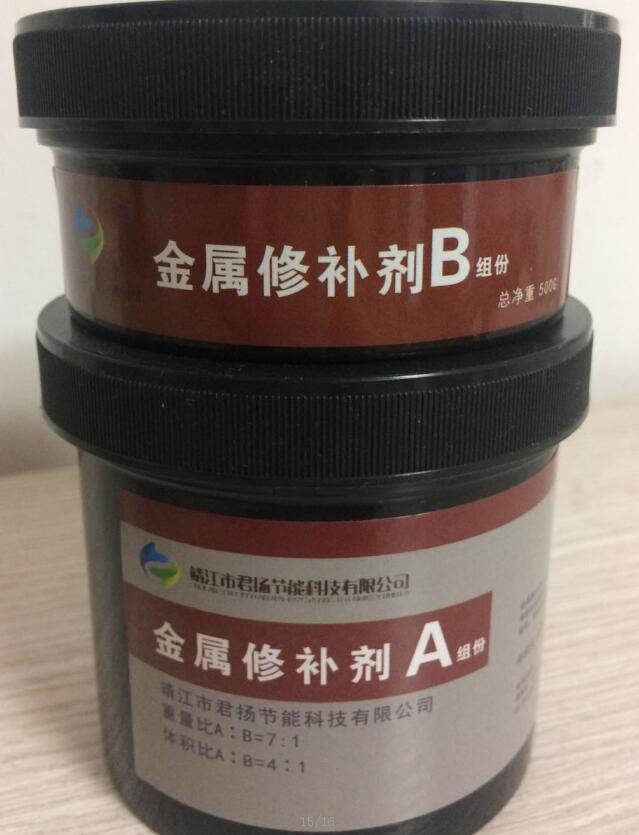 金属修补剂B组份
总净重 500G
靖江市君扬节能科技有限公司
金属修补剂 A组份
靖江市君扬节能科技有限公司
重量比A:B=7:1
体积比A:B=4:1
15/16